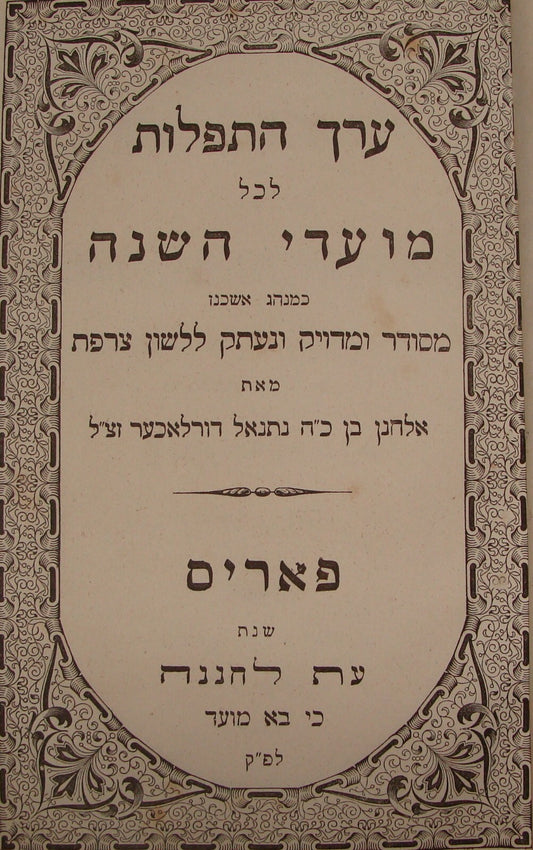 ערך התפלות
לכל
מועדי השנה
כמנהג אשכנז
מסודר ומדויק ונעתק ללשון צרפת
מאת
אלחנן בן כ״ה נתנאל דורלאכער זצ״ל
פאריס
שנת
עת לחננה
כי בא מועד
לפ״ק